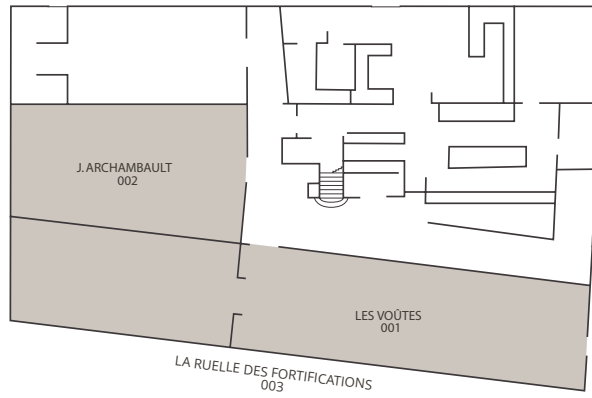 J. ARCHAMBAULT
002
LES VOÛTES
001
LA RUELLE DES FORTIFICATIONS
003